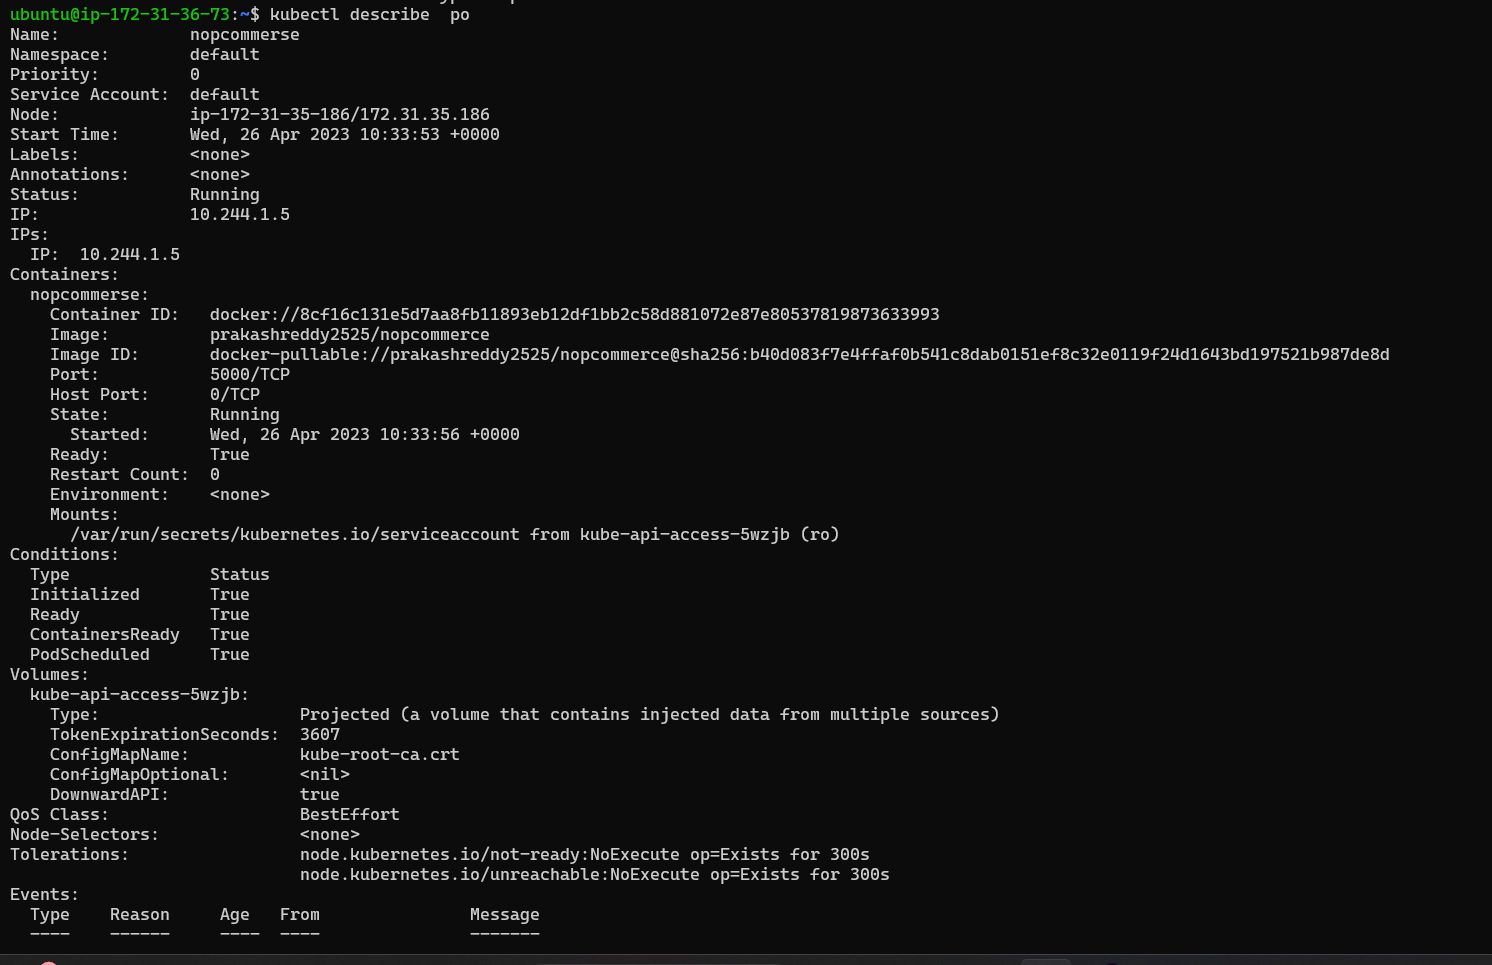 ubuntu@ip-172-31-36-73:~$ kubectl describe  po
Name:             nopcommerse
Namespace:        default
Priority:         0
Service Account:  default
Node:             ip-172-31-35-186/172.31.35.186
Start Time:       Wed, 26 Apr 2023 10:33:53 +0000
Labels:           <none>
Annotations:      <none>
Status:           Running
IP:               10.244.1.5
IPs:
  IP:  10.244.1.5
Containers:
  nopcommerse:
    Container ID:   docker://8cf16c131e5d7aa8fb11893eb12df1bb2c58d881072e87e80537819873633993
    Image:          prakashreddy2525/nopcommerce
    Image ID:       docker-pullable://prakashreddy2525/nopcommerce@sha256:b40d083f7e4ffaf0b541c8dab0151ef8c32e0119f24d1643bd197521b987de8d
    Port:           5000/TCP
    Host Port:      0/TCP
    State:          Running
      Started:      Wed, 26 Apr 2023 10:33:56 +0000
    Ready:          True
    Restart Count:  0
    Environment:    <none>
    Mounts:
      /var/run/secrets/kubernetes.io/serviceaccount from kube-api-access-5wzjb (ro)
Conditions:
  Type              Status
  Initialized       True
  Ready             True
  ContainersReady   True
  PodScheduled      True
Volumes:
  kube-api-access-5wzjb:
    Type:                    Projected (a volume that contains injected data from multiple sources)
    TokenExpirationSeconds:  3607
    ConfigMapName:           kube-root-ca.crt
    ConfigMapOptional:       <nil>
    DownwardAPI:             true
QoS Class:                   BestEffort
Node-Selectors:              <none>
Tolerations:                 node.kubernetes.io/not-ready:NoExecute op=Exists for 300s
                             node.kubernetes.io/unreachable:NoExecute op=Exists for 300s
Events:
  Type    Reason     Age   From               Message
  ----    ------     ----  ----               -------